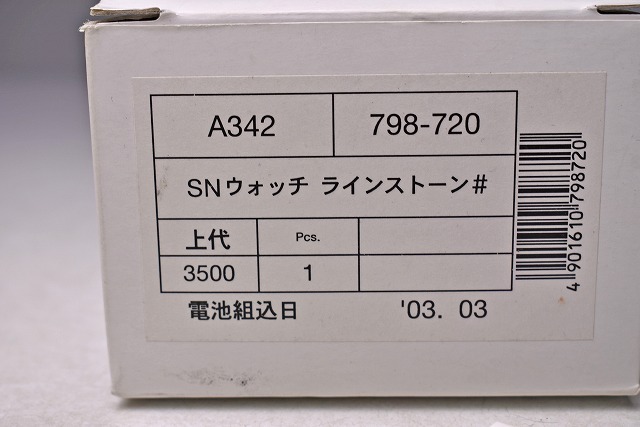 A342 798-720
SNウォッチ ラインストーン#
上代 Pcs.
3500 1
電池組込日 '03. 03
4901610798720